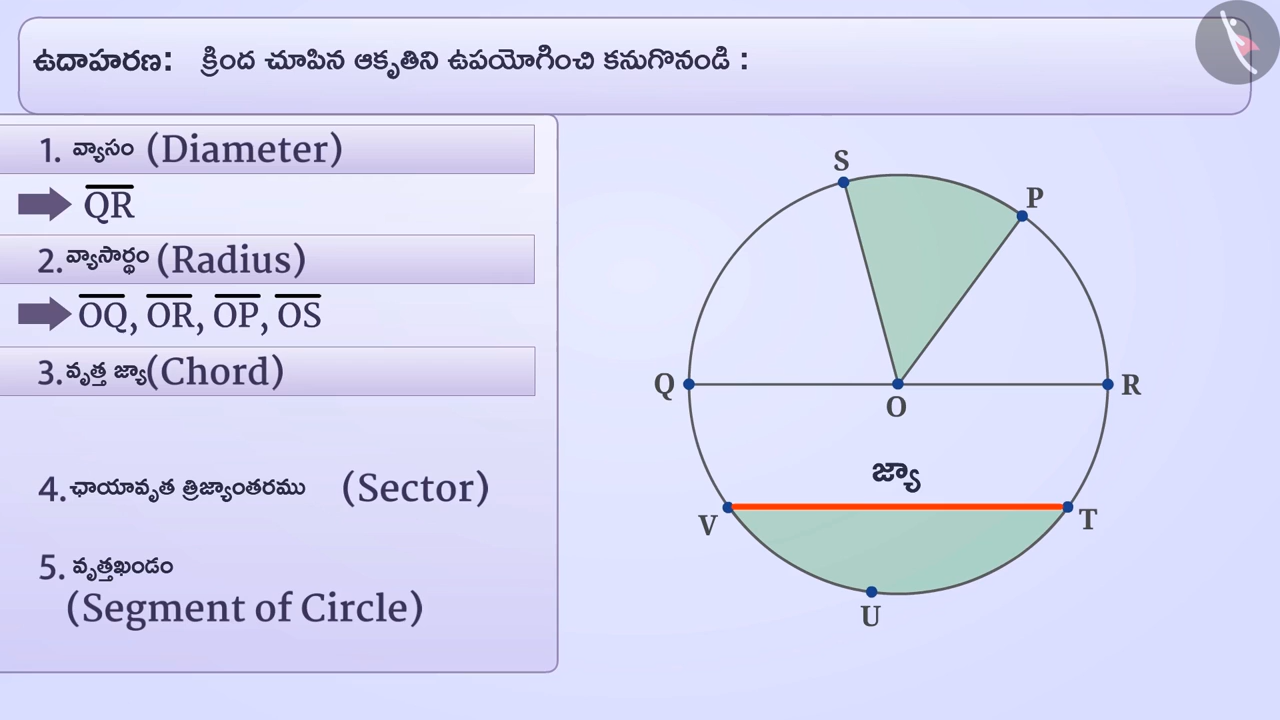 ఉదాహరణ: క్రింద చూపిన ఆకృతిని ఉపయోగించి కనుగొనండి :
1. వ్యాసం (Diameter)
QR
2. వ్యాసార్థం (Radius)
OQ, OR, OP, OS
3. వృత్త జ్యా (Chord)
4. ఛాయావృత త్రిజ్యాంతరము (Sector)
5. వృత్తఖండం
(Segment of Circle)
S
P
Q
R
O
జ్యా
V
T
U